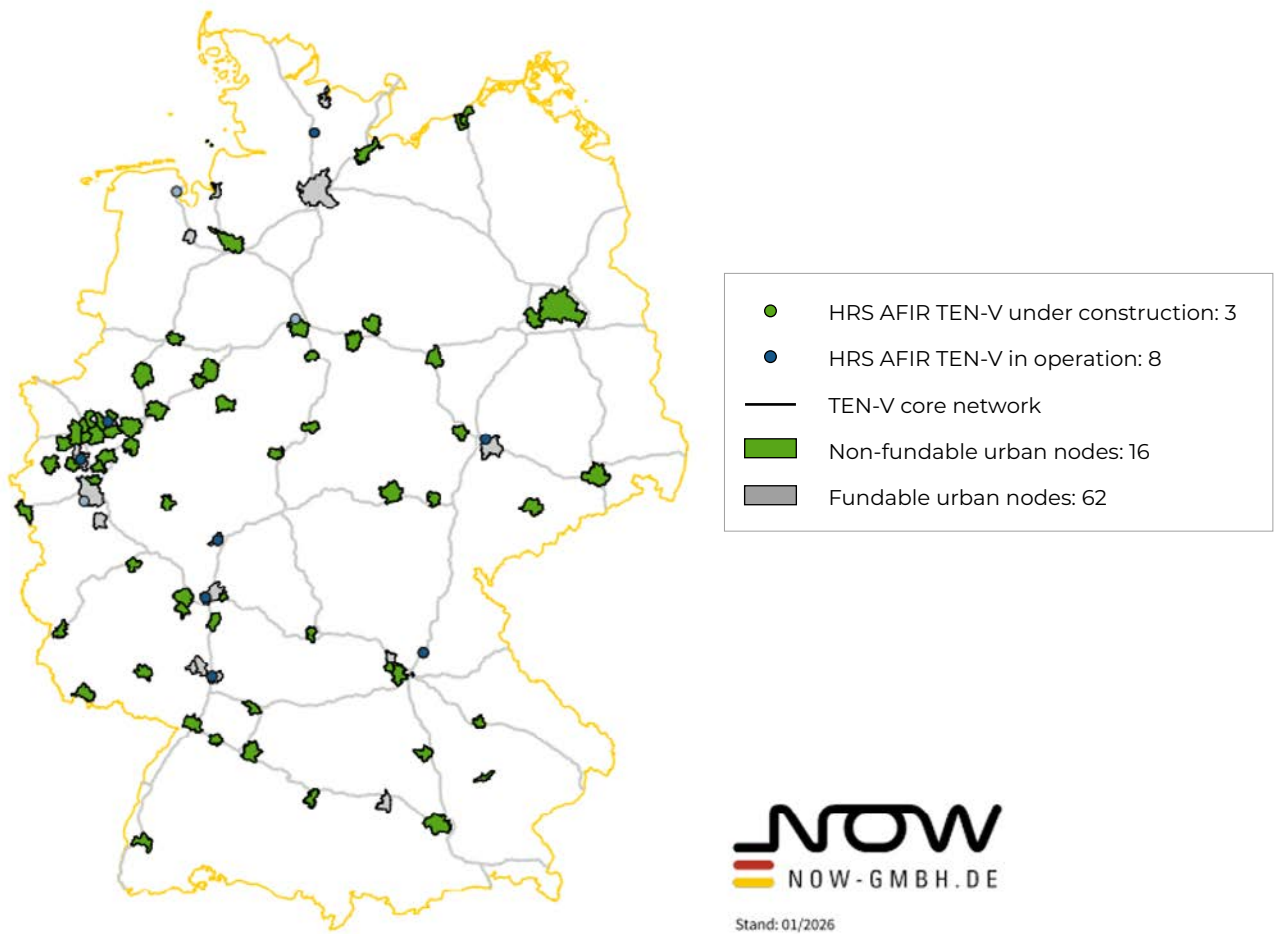 HRS AFIR TEN-V under construction: 3
HRS AFIR TEN-V in operation: 8
TEN-V core network
Non-fundable urban nodes: 16
Fundable urban nodes: 62
NOW
NOW-GMBH.DE
Stand: 01/2026